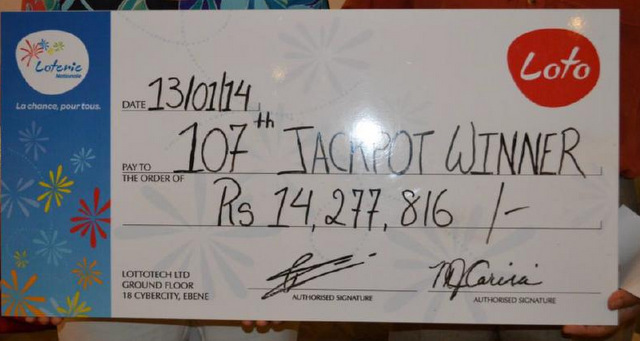 Loterie
Nationale
La chance, pour tous.
Loto
DATE 13/01/14
PAY TO
THE ORDER OF
107th JACKPOT WINNER
Rs 14,277,816 /-
LOTTOTECH LTD
GROUND FLOOR
18 CYBERCITY, EBENE
AUTHORISED SIGNATURE
AUTHORISED SIGNATURE